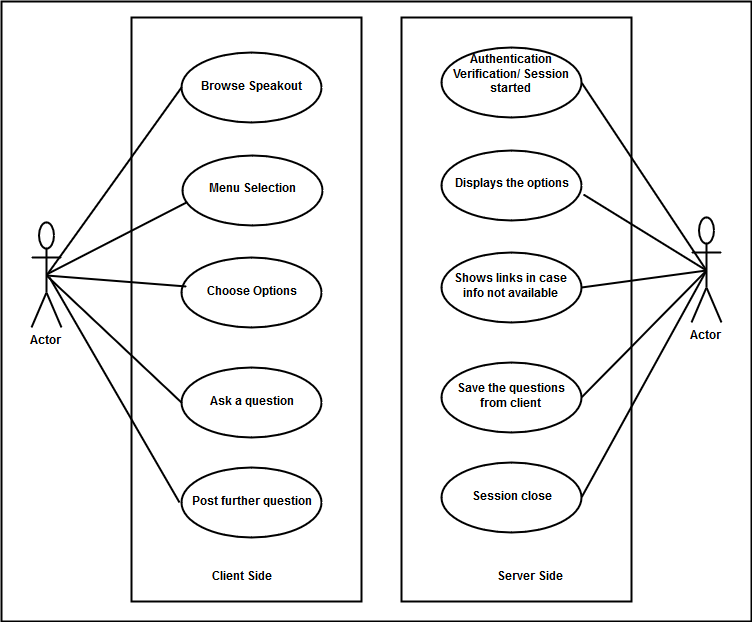 Browse Speakout
Menu Selection
Choose Options
Ask a question
Post further question
Client Side
Actor
Authentication
Verification/ Session
started
Displays the options
Shows links in case
info not available
Save the questions
from client
Session close
Server Side
Actor